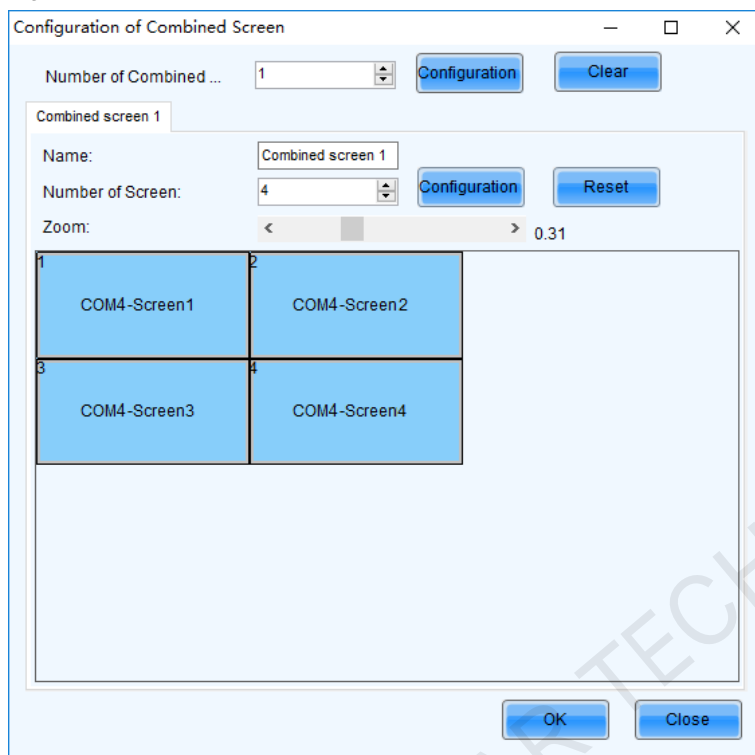 Configuration of Combined Screen
Number of Combined ... 1 Configuration Clear
Combined screen 1
Name: Combined screen 1
Number of Screen: 4 Configuration Reset
Zoom: 0.31
1 2
COM4-Screen1 COM4-Screen2
3 4
COM4-Screen3 COM4-Screen4
OK Close